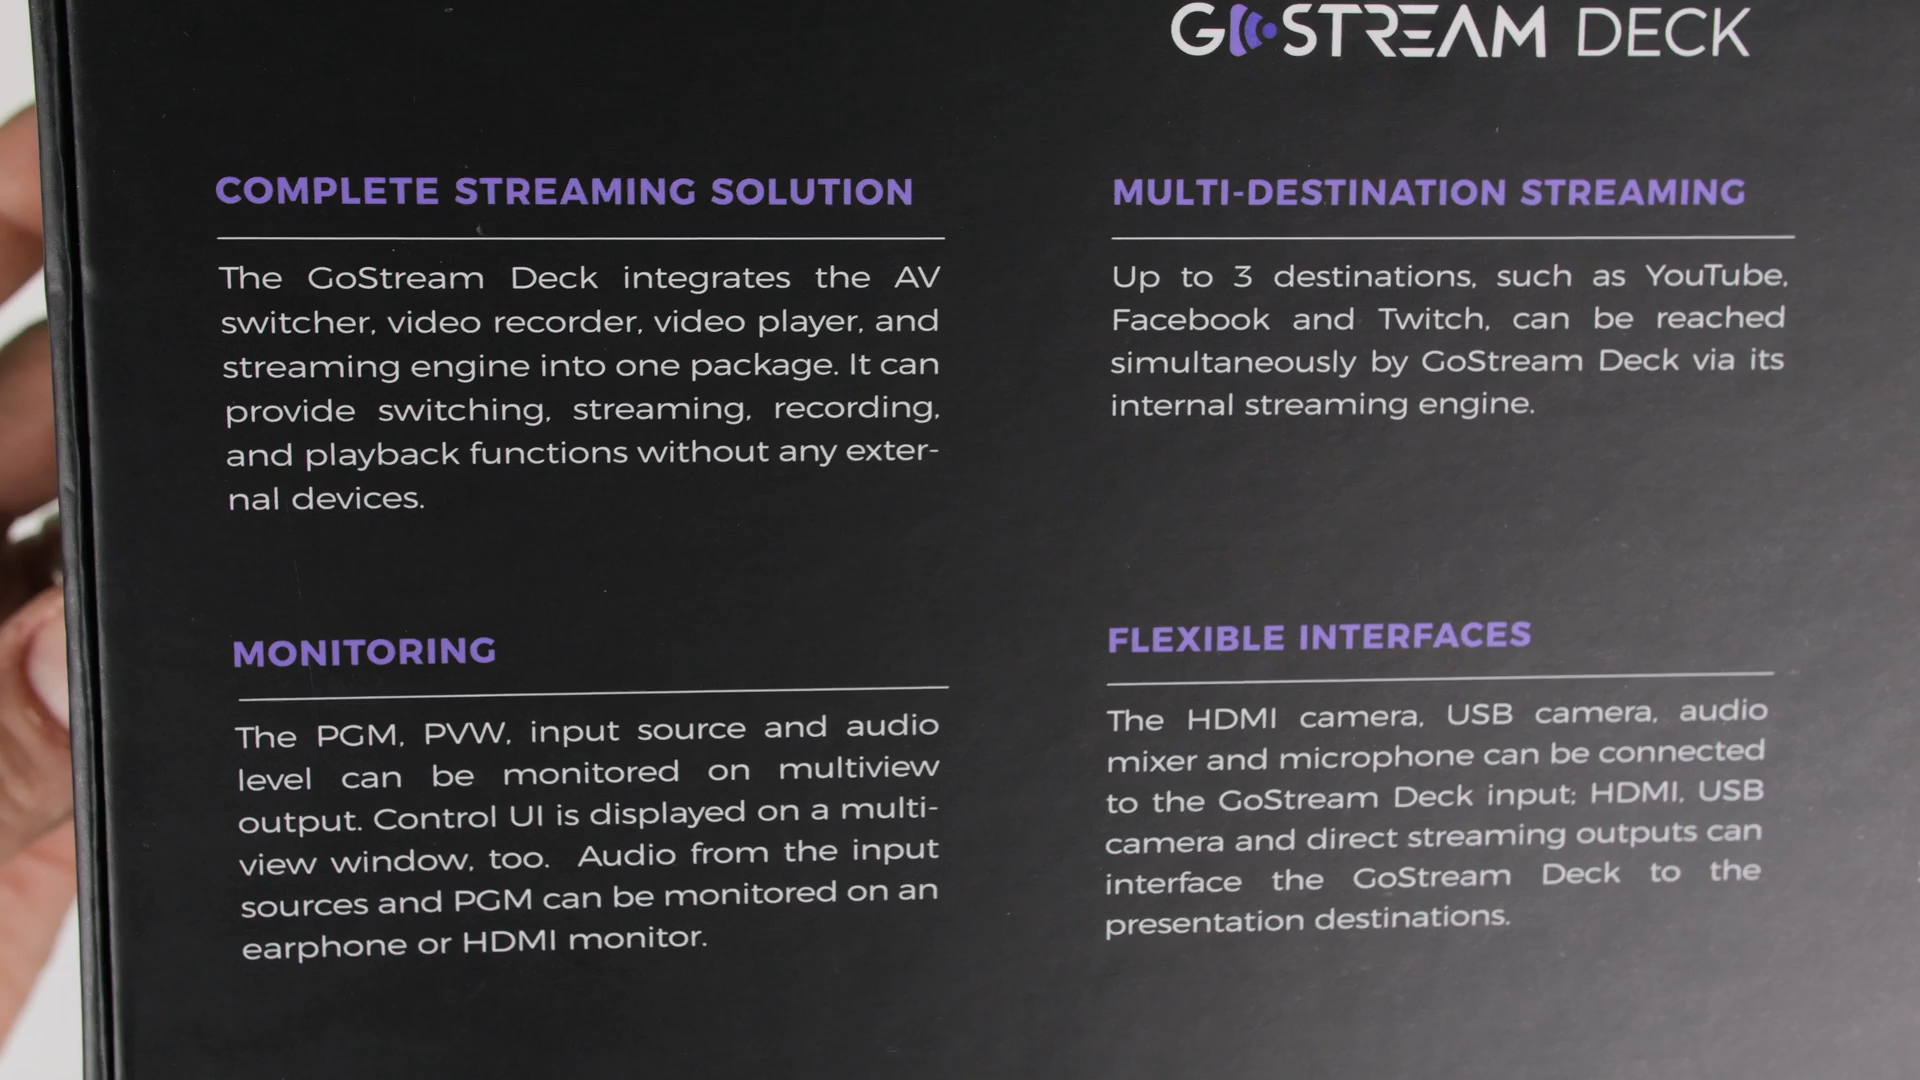 GOSTREAM DECK
COMPLETE STREAMING SOLUTION
The GoStream Deck integrates the AV
switcher, video recorder, video player, and
streaming engine into one package. It can
provide switching, streaming, recording,
and playback functions without any exter-
nal devices.
MULTI-DESTINATION STREAMING
Up to 3 destinations, such as YouTube,
Facebook and Twitch, can be reached
simultaneously by GoStream Deck via its
internal streaming engine.
MONITORING
The PGM, PVW, input source and audio
level can be monitored on multiview
output. Control UI is displayed on a multi-
view window, too. Audio from the input
sources and PGM can be monitored on an
earphone or HDMI monitor.
FLEXIBLE INTERFACES
The HDMI camera, USB camera, audio
mixer and microphone can be connected
to the GoStream Deck input; HDMI, USB
camera and direct streaming outputs can
interface the GoStream Deck to the
presentation destinations.